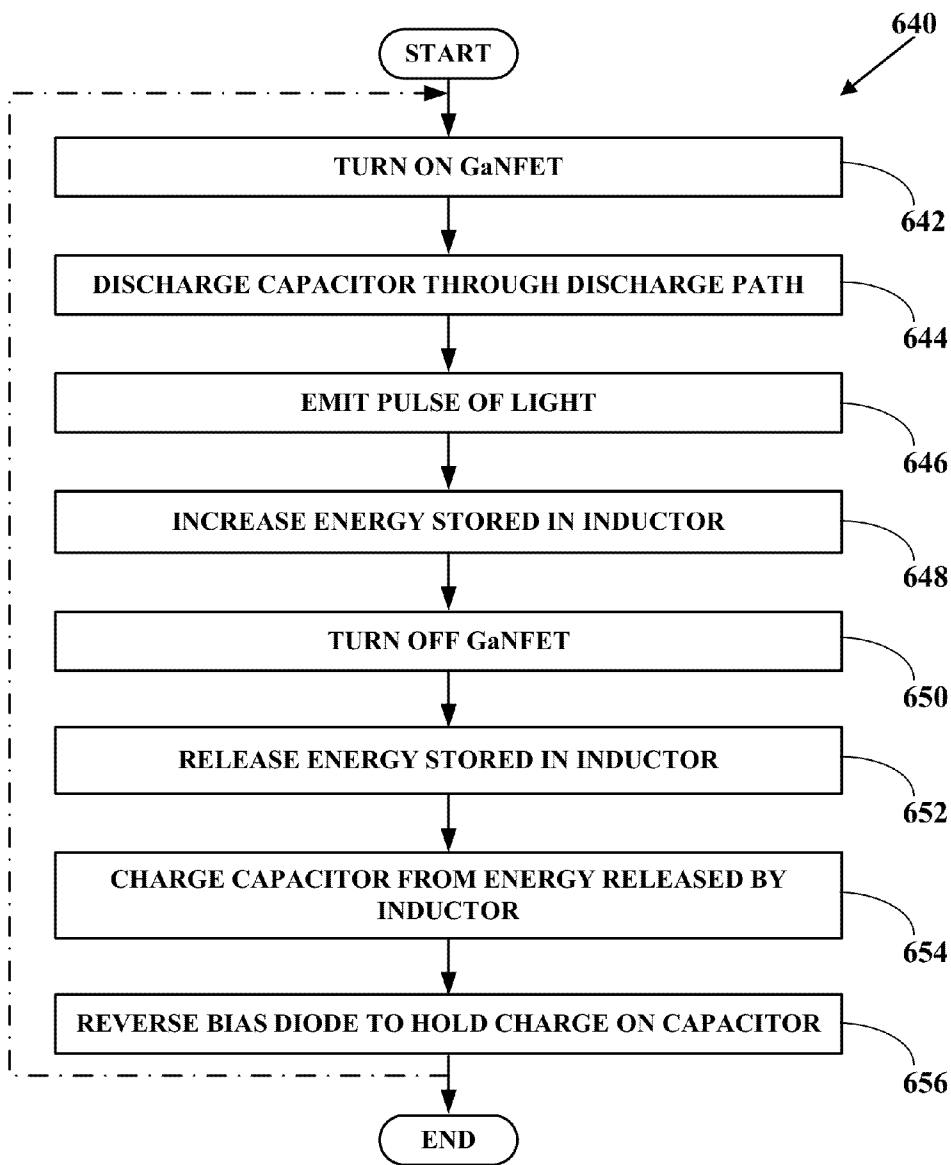 640
START
TURN ON GaNFET
642
DISCHARGE CAPACITOR THROUGH DISCHARGE PATH
644
EMIT PULSE OF LIGHT
646
INCREASE ENERGY STORED IN INDUCTOR
648
TURN OFF GaNFET
650
RELEASE ENERGY STORED IN INDUCTOR
652
CHARGE CAPACITOR FROM ENERGY RELEASED BY
INDUCTOR
654
REVERSE BIAS DIODE TO HOLD CHARGE ON CAPACITOR
656
END